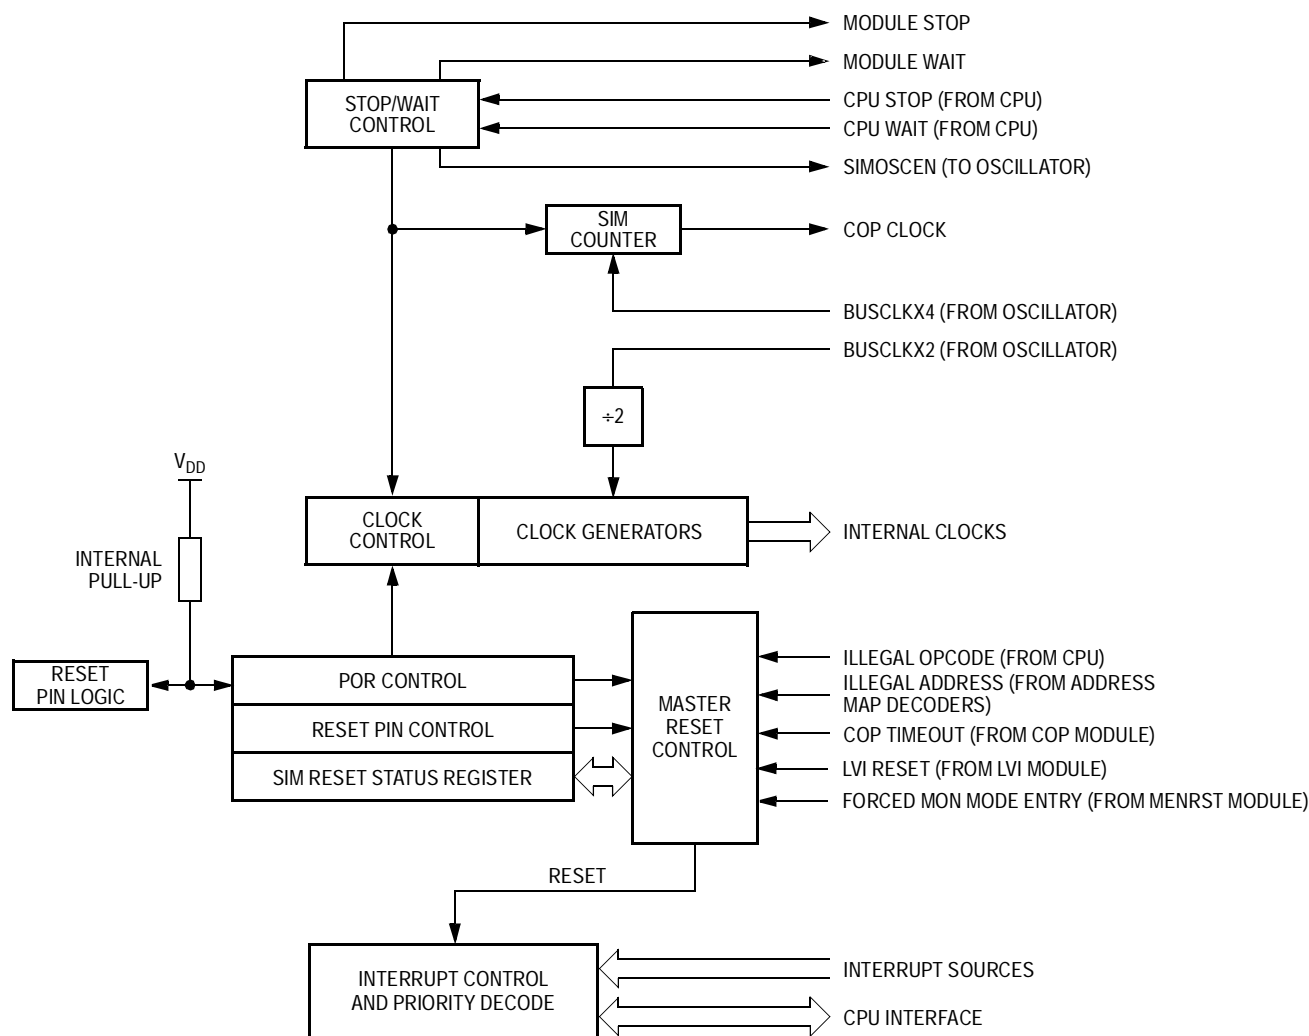 MODULE STOP
MODULE WAIT
STOP/WAIT
CONTROL
CPU STOP (FROM CPU)
CPU WAIT (FROM CPU)
SIMOSCEN (TO OSCILLATOR)
SIM
COUNTER
COP CLOCK
BUSCLKX4 (FROM OSCILLATOR)
BUSCLKX2 (FROM OSCILLATOR)
÷2
VDD
CLOCK
CONTROL
CLOCK GENERATORS
INTERNAL CLOCKS
INTERNAL
PULL-UP
RESET
PIN LOGIC
POR CONTROL
RESET PIN CONTROL
SIM RESET STATUS REGISTER
MASTER
RESET
CONTROL
ILLEGAL OPCODE (FROM CPU)
ILLEGAL ADDRESS (FROM ADDRESS
MAP DECODERS)
COP TIMEOUT (FROM COP MODULE)
LVI RESET (FROM LVI MODULE)
FORCED MON MODE ENTRY (FROM MENRST MODULE)
RESET
INTERRUPT CONTROL
AND PRIORITY DECODE
INTERRUPT SOURCES
CPU INTERFACE